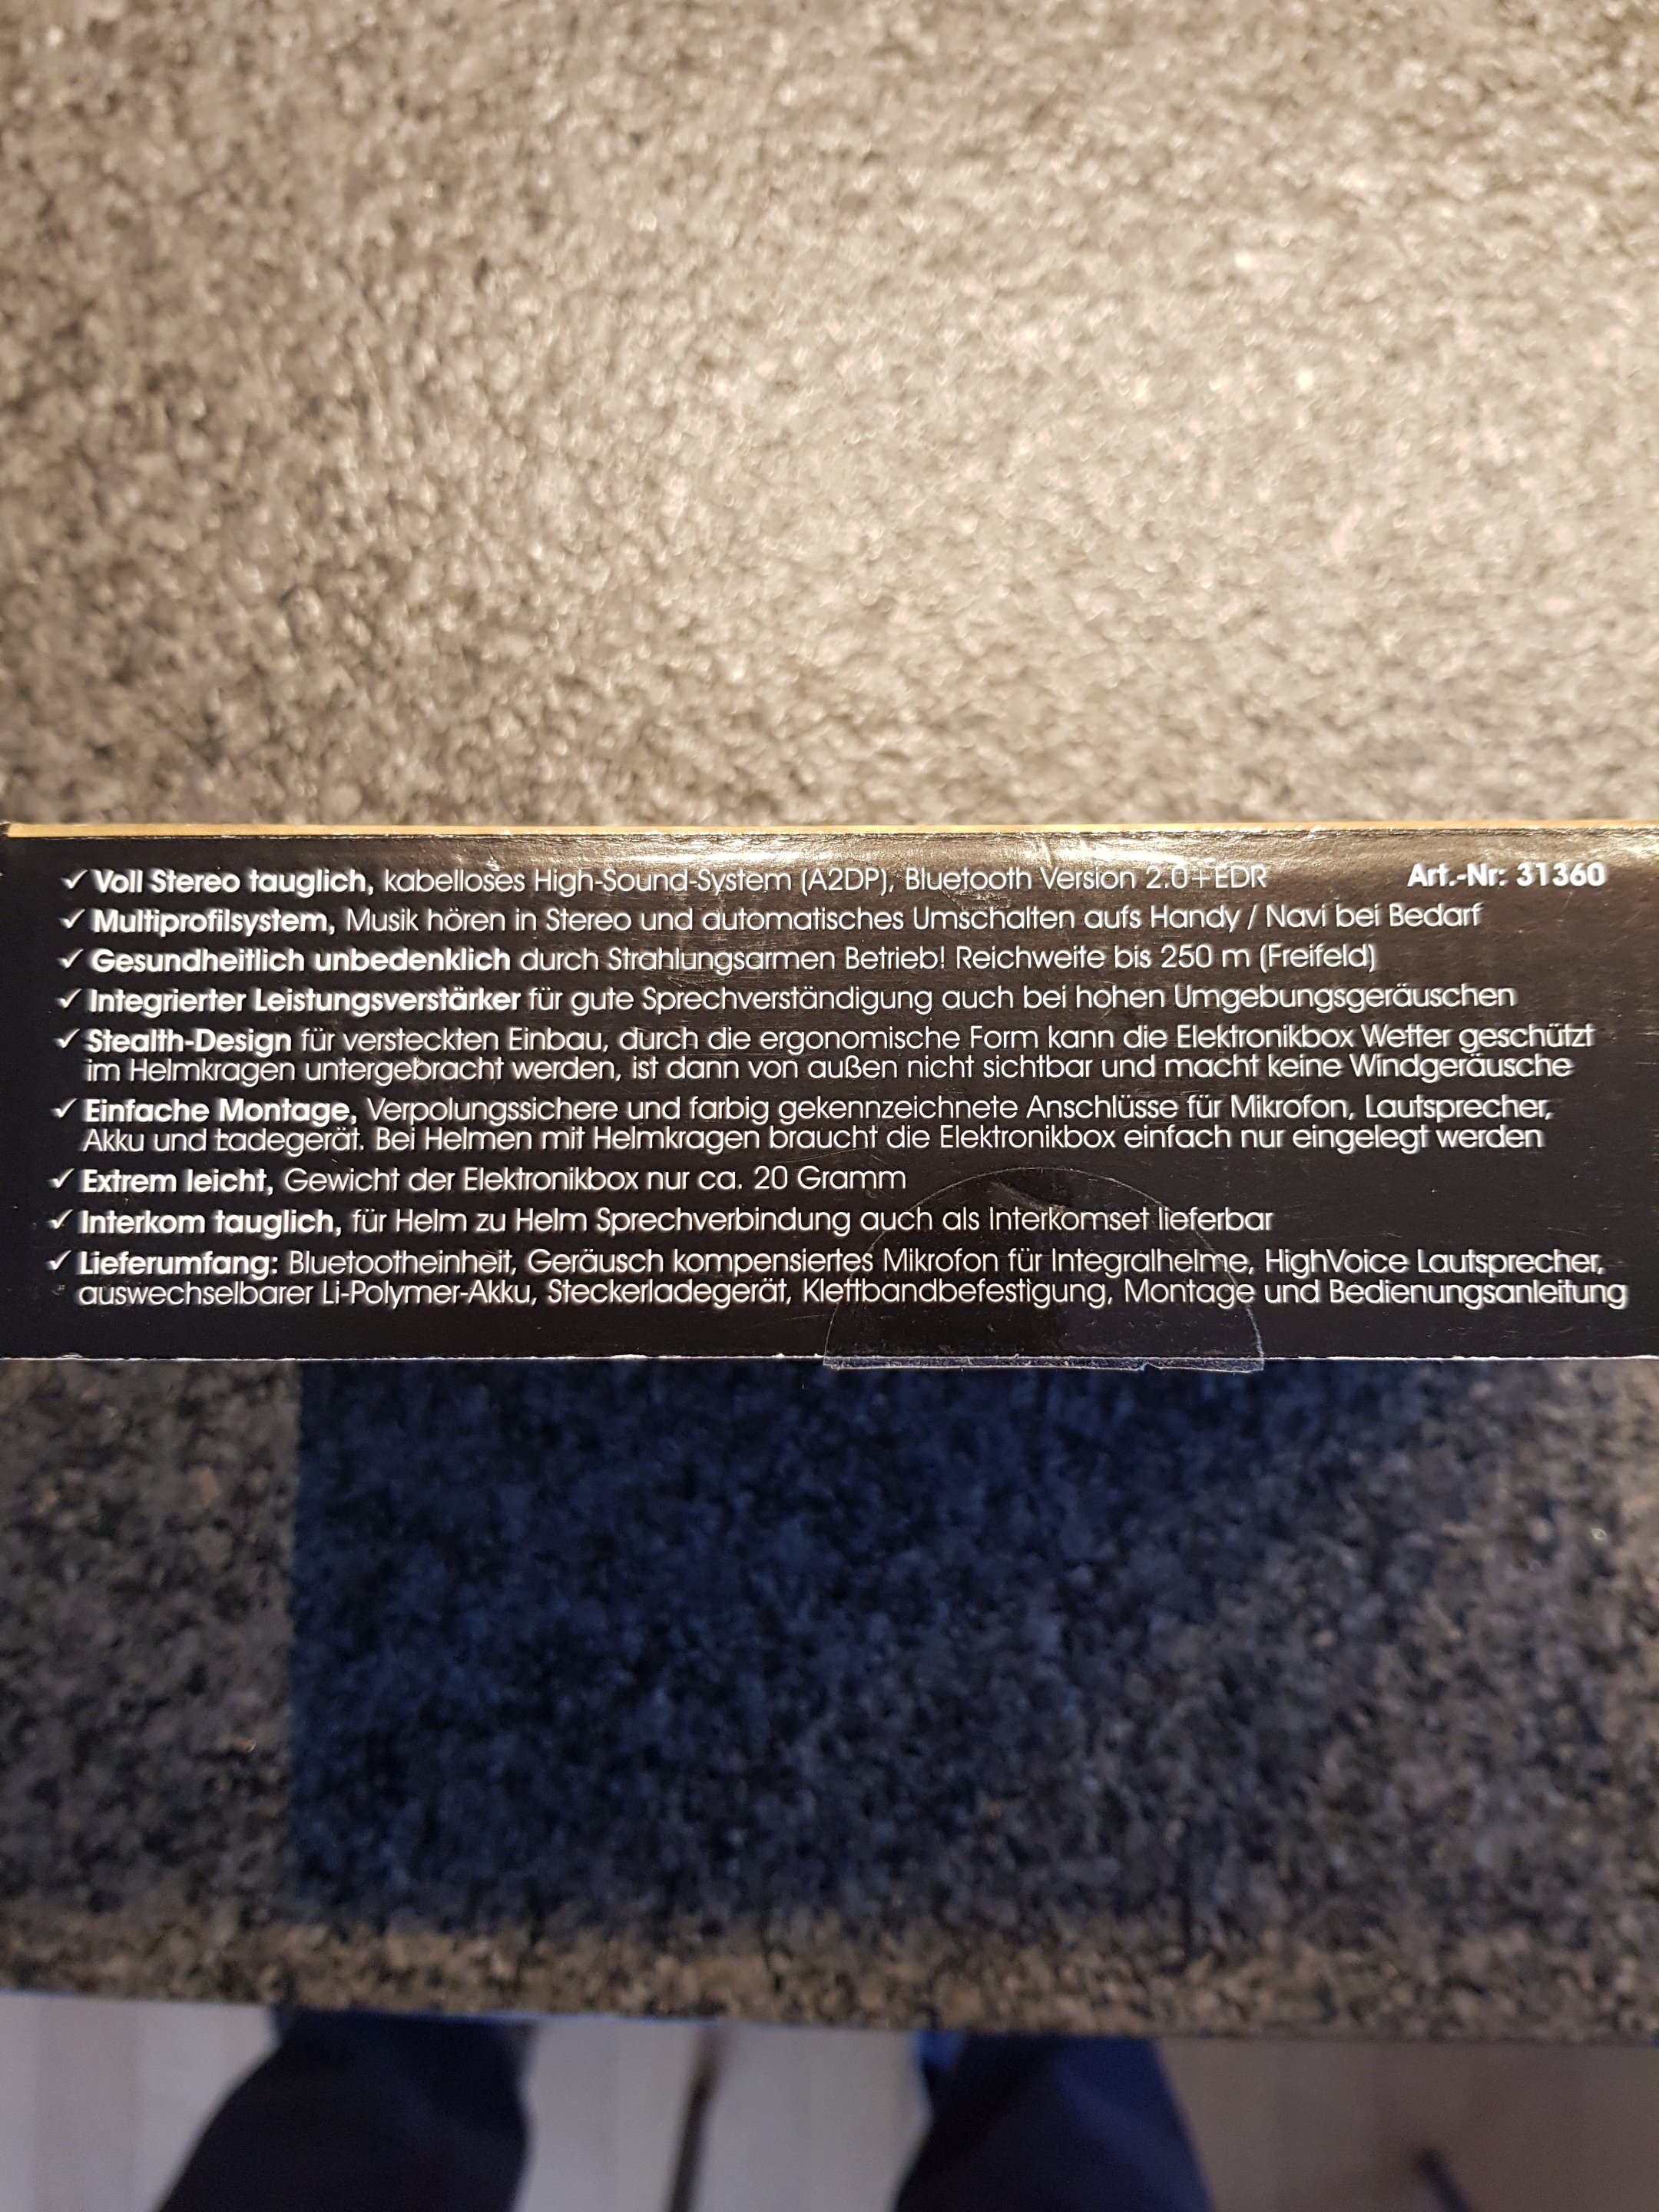 ✓ Voll Stereo tauglich, kabelloses High-Sound-System (A2DP), Bluetooth Version 2.0+EDR Art.-Nr: 31360
✓ Multiprofilsystem, Musik hören in Stereo und automatisches Umschalten aufs Handy / Navi bei Bedarf
✓ Gesundheitlich unbedenklich durch Strahlungsarmen Betrieb! Reichweite bis 250 m (Freifeld)
✓ Integrierter Leistungsverstärker für gute Sprechverständigung auch bei hohen Umgebungsgeräuschen
✓ Stealth-Design für versteckten Einbau, durch die ergonomische Form kann die Elektronikbox Wetter geschützt
im Helmkragen untergebracht werden, ist dann von außen nicht sichtbar und macht keine Windgeräusche
✓ Einfache Montage, Verpolungssichere und farbig gekennzeichnete Anschlüsse für Mikrofon, Lautsprecher,
Akku und Ladegerät. Bei Helmen mit Helmkragen braucht die Elektronikbox einfach nur eingelegt werden
✓ Extrem leicht, Gewicht der Elektronikbox nur ca. 20 Gramm
✓ Interkom tauglich, für Helm zu Helm Sprechverbindung auch als Interkomset lieferbar
✓ Lieferumfang: Bluetootheinheit, Geräusch kompensiertes Mikrofon für Integralhelme, HighVoice Lautsprecher,
auswechselbarer Li-Polymer-Akku, Steckerladegerät, Klettbandbefestigung, Montage und Bedienungsanleitung